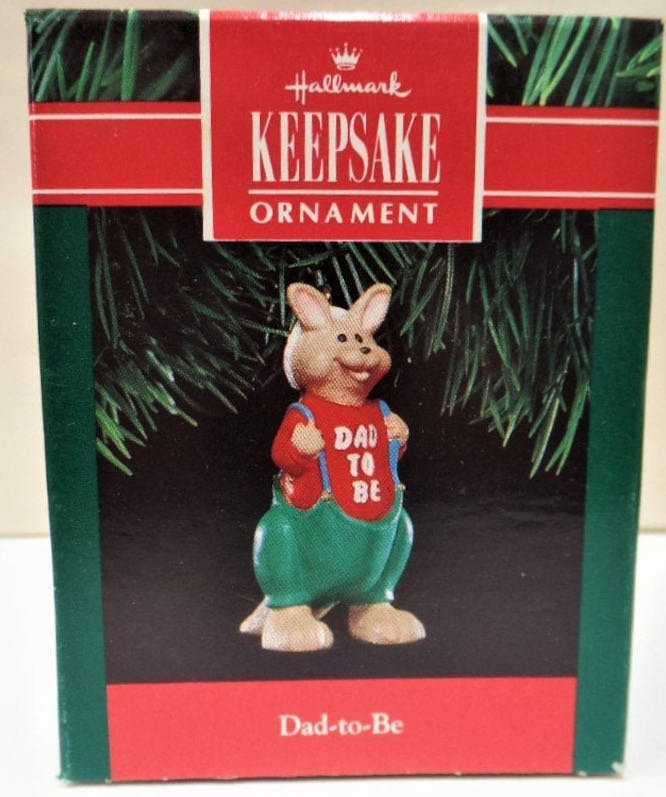 Hallmark
KEEPSAKE
ORNAMENT
DAD
TO
BE
Dad-to-Be